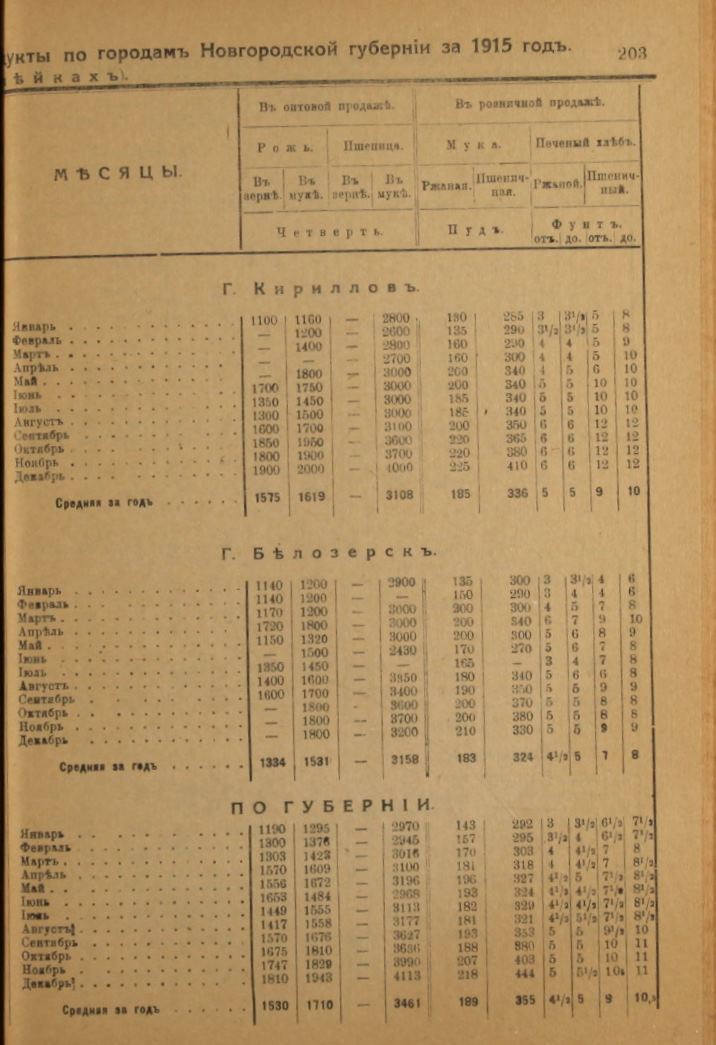 укты по городамъ Новгородской губерніи за 1915 годъ. 203
ѣйкахъ).
МѢСЯЦЫ. Въ оптовой продажѣ. Въ розничной продажѣ.
Рожь. Пшеница. Мука. Печеный хлѣбъ.
Въ зернѣ. Въ мукѣ. Въ зернѣ. Въ мукѣ. Ржаная. Пшеничная. Ржаной. Пшеничный.
Четверть. Пудъ. Фунтъ.
отъ. до. отъ. до.
Г. Кирилловъ.
Январь 1100 1160 — 2800 130 285 3 3¹/₂ 5 8
Февраль — 1200 — 2600 135 290 3¹/₂ 3¹/₂ 5 8
Мартъ — 1400 — 2800 160 290 4 4 5 9
Апрѣль — — — 2700 160 300 4 4 5 10
Май — 1800 — 3000 200 340 4 5 6 10
Іюнь 1700 1750 — 3000 200 340 5 5 10 10
Іюль 1350 1450 — 3000 185 340 5 5 10 10
Августъ 1300 1500 — 3000 185 340 5 5 10 10
Сентябрь 1600 1700 — 3100 200 350 6 6 12 12
Октябрь 1850 1950 — 3600 220 365 6 6 12 12
Ноябрь 1800 1900 — 3700 220 380 6 6 12 12
Декабрь 1900 2000 — 4000 225 410 6 6 12 12
Средняя за годъ 1575 1619 — 3108 185 336 5 5 9 10
Г. Бѣлозерскъ.
Январь 1140 1200 — 2900 135 300 3 3¹/₂ 4 6
Февраль 1140 1200 — — 150 290 3 4 4 6
Мартъ 1170 1200 — 3000 200 300 4 5 7 8
Апрѣль 1720 1800 — 3000 200 340 6 7 9 10
Май 1150 1320 — 3000 200 300 5 6 8 9
Іюнь — 1500 — 2430 170 270 5 6 7 8
Іюль 1350 1450 — — 165 — 3 4 7 8
Августъ 1400 1600 — 3350 180 340 5 6 6 8
Сентябрь 1600 1700 — 3400 190 350 5 5 9 9
Октябрь — 1800 — 3600 200 370 5 5 8 8
Ноябрь — 1800 — 3700 200 380 5 5 8 8
Декабрь — 1800 — 3200 210 330 5 5 9 9
Средняя за годъ 1334 1531 — 3158 183 324 4¹/₂ 5 7 8
ПО ГУБЕРНІИ.
Январь 1190 1295 — 2970 143 292 3 3¹/₂ 6¹/₂ 7¹/₂
Февраль 1300 1376 — 2945 157 295 3¹/₂ 4 6¹/₂ 7¹/₂
Мартъ 1303 1423 — 3016 170 303 4 4¹/₂ 7 8
Апрѣль 1570 1609 — 3100 181 318 4 4¹/₂ 7 8¹/₂
Май 1556 1672 — 3196 196 327 4¹/₂ 5 7¹/₂ 8¹/₂
Іюнь 1653 1484 — 2968 193 324 4¹/₂ 4¹/₂ 7¹/₂ 8¹/₂
Іюль 1449 1555 — 3113 182 329 4¹/₂ 4¹/₂ 7¹/₂ 8¹/₂
Августъ 1417 1558 — 3177 181 321 4¹/₂ 5¹/₂ 7¹/₂ 8¹/₂
Сентябрь 1570 1676 — 3627 193 353 5 5 9¹/₂ 10
Октябрь 1675 1810 — 3636 188 380 5 5 10 11
Ноябрь 1747 1829 — 3990 207 403 5 5 10 11
Декабрь 1810 1943 — 4113 218 444 5 5¹/₂ 10 11
Средняя за годъ 1530 1710 — 3461 189 355 4¹/₂ 5 9 10,